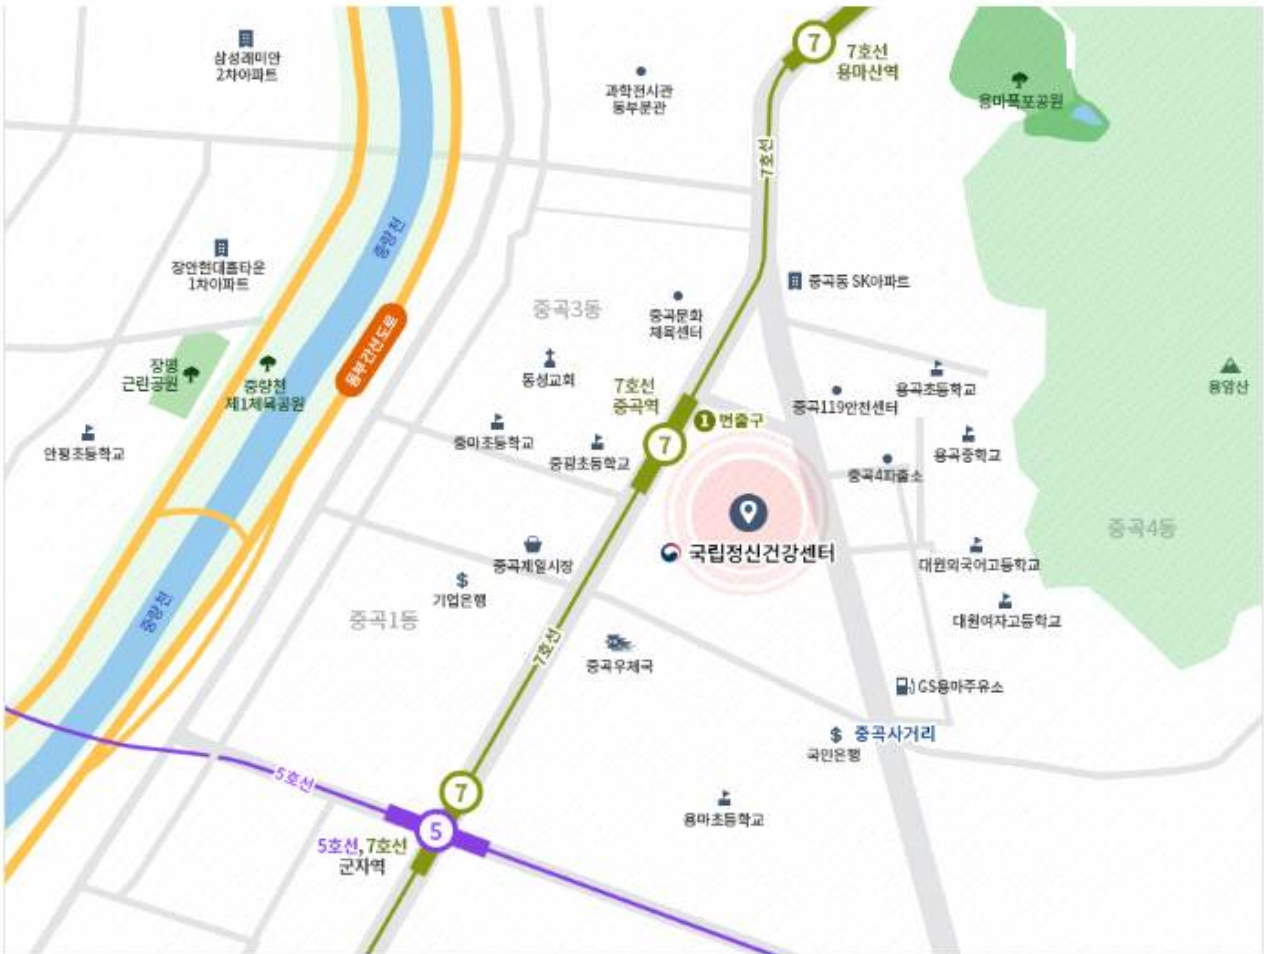 7
7호선
용마산역
삼성래미안
2차아파트
과학전시관
동부분관
용마폭포공원
7호선
중랑천
장안현대홈타운
1차아파트
중곡동 SK아파트
중곡3동
중곡문화
체육센터
동부간선도로
장평
근린공원
중랑천
제1체육공원
동성교회
7호선
중곡역
7
1 번출구
용곡초등학교
중곡119안전센터
용암산
안평초등학교
중마초등학교
중광초등학교
용곡중학교
중곡4파출소
중곡4동
국립정신건강센터
중곡제일시장
기업은행
대원외국어고등학교
중랑천
중곡1동
대원여자고등학교
7호선
중곡우체국
GS용마주유소
중곡사거리
국민은행
5호선
7
5
용마초등학교
5호선, 7호선
군자역